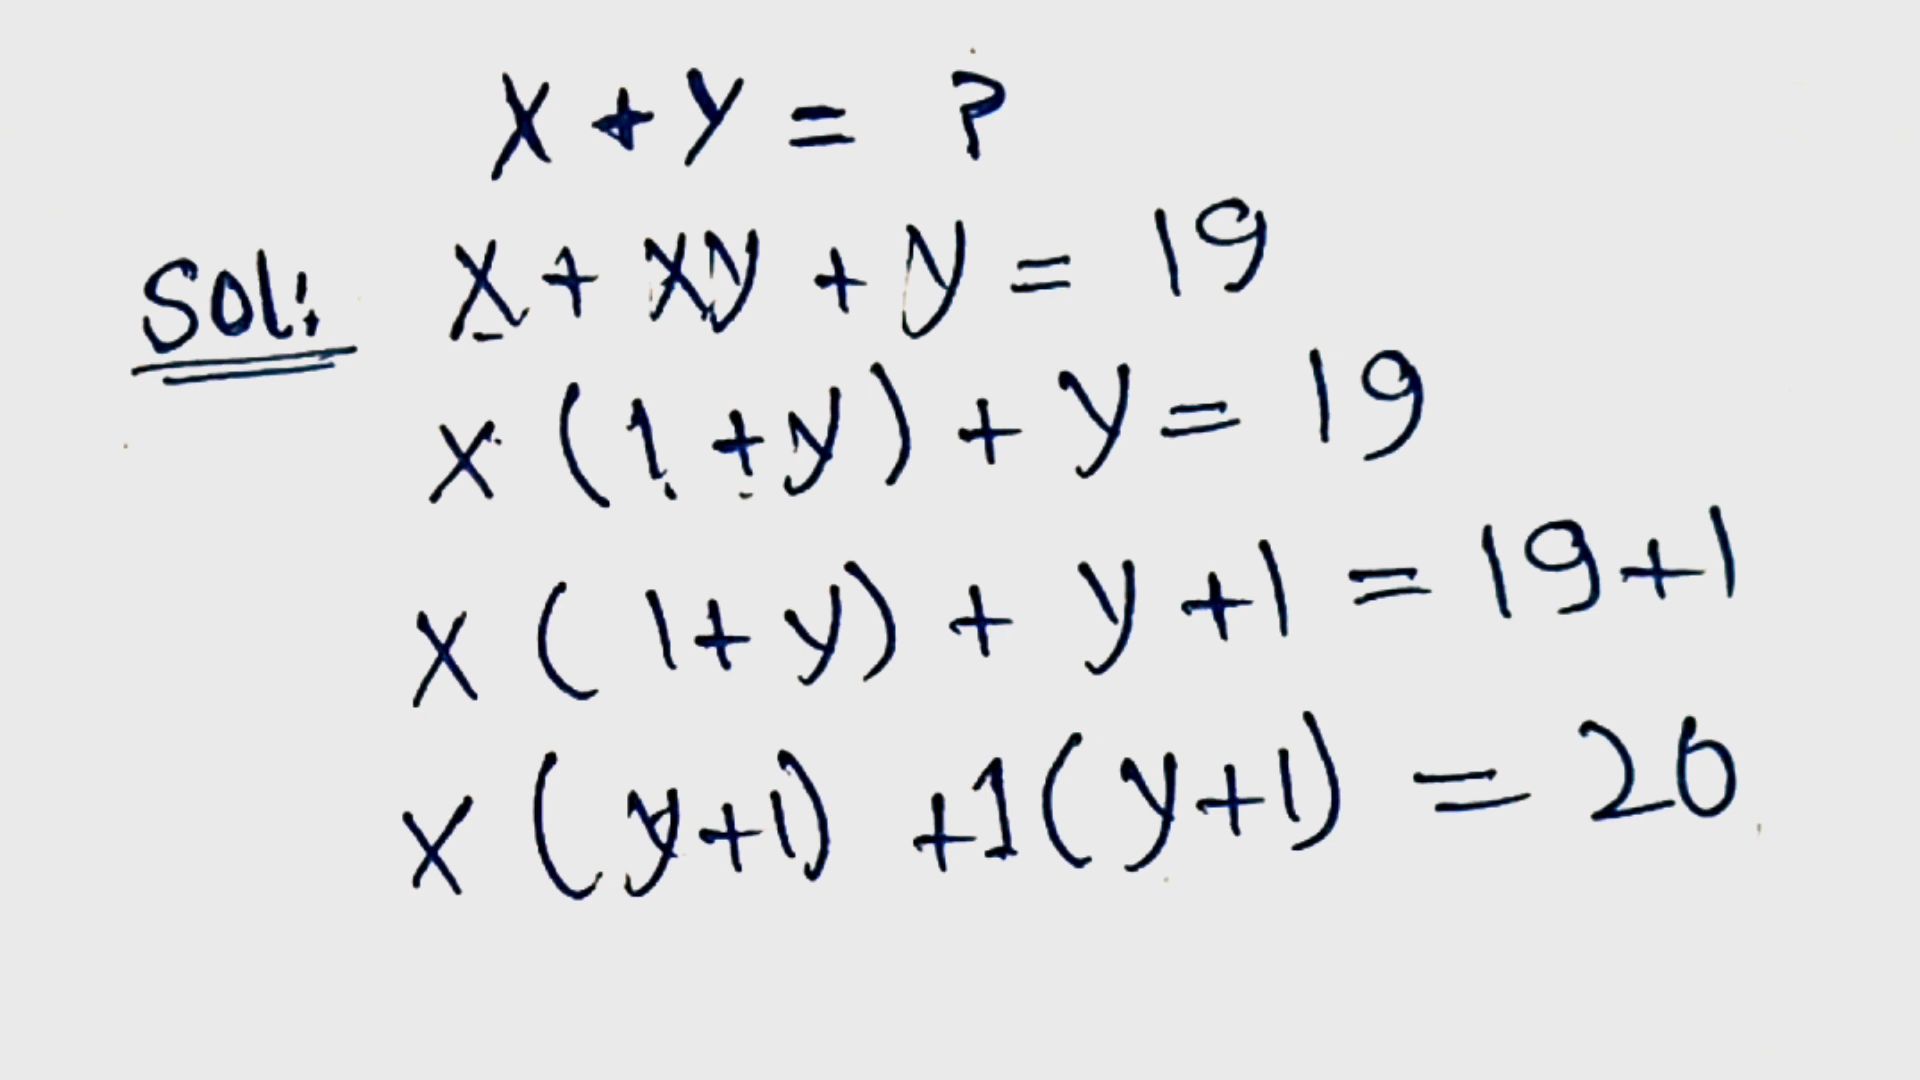 x + y = ?
Sol: x + xy + y = 19
x (1 + y) + y = 19
x (1 + y) + y + 1 = 19 + 1
x (y+1) +1(y+1) = 20